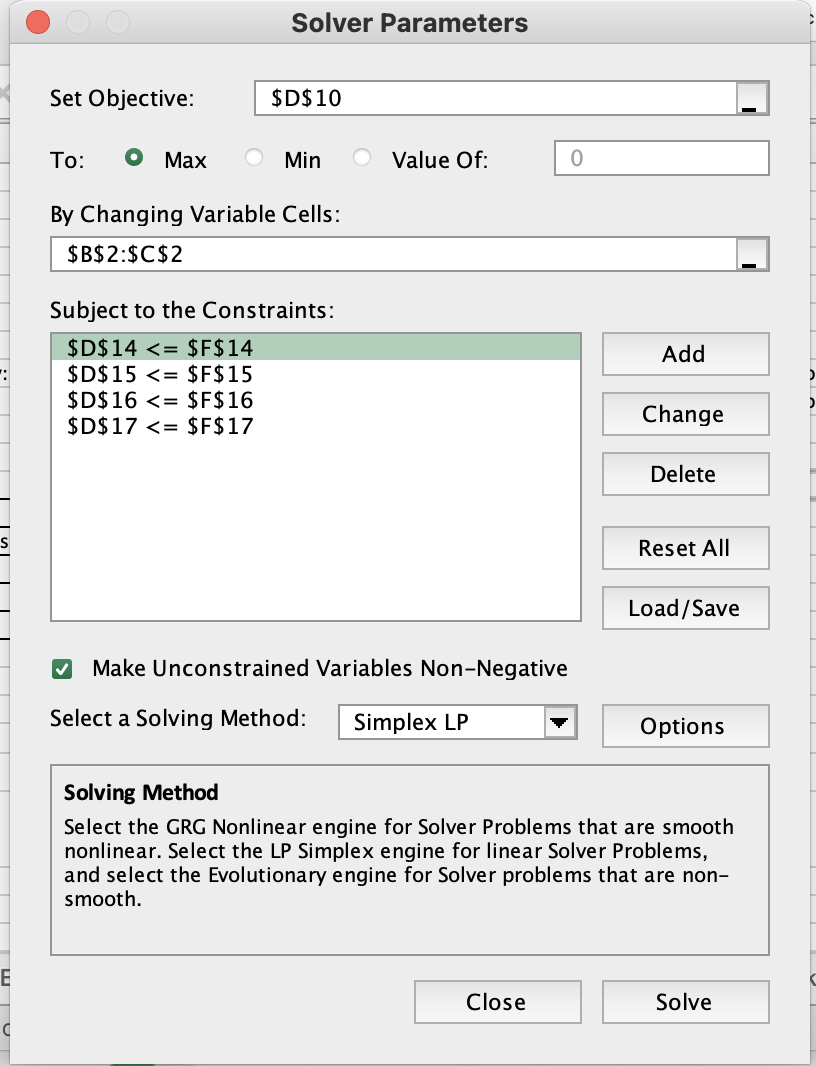 Solver Parameters
Set Objective: $D$10
To: Max Min Value Of: 0
By Changing Variable Cells:
$B$2:$C$2
Subject to the Constraints:
$D$14 <= $F$14
$D$15 <= $F$15
$D$16 <= $F$16
$D$17 <= $F$17
Add
Change
Delete
Reset All
Load/Save
Make Unconstrained Variables Non-Negative
Select a Solving Method: Simplex LP Options
Solving Method
Select the GRG Nonlinear engine for Solver Problems that are smooth
nonlinear. Select the LP Simplex engine for linear Solver Problems,
and select the Evolutionary engine for Solver problems that are non-
smooth.
Close Solve